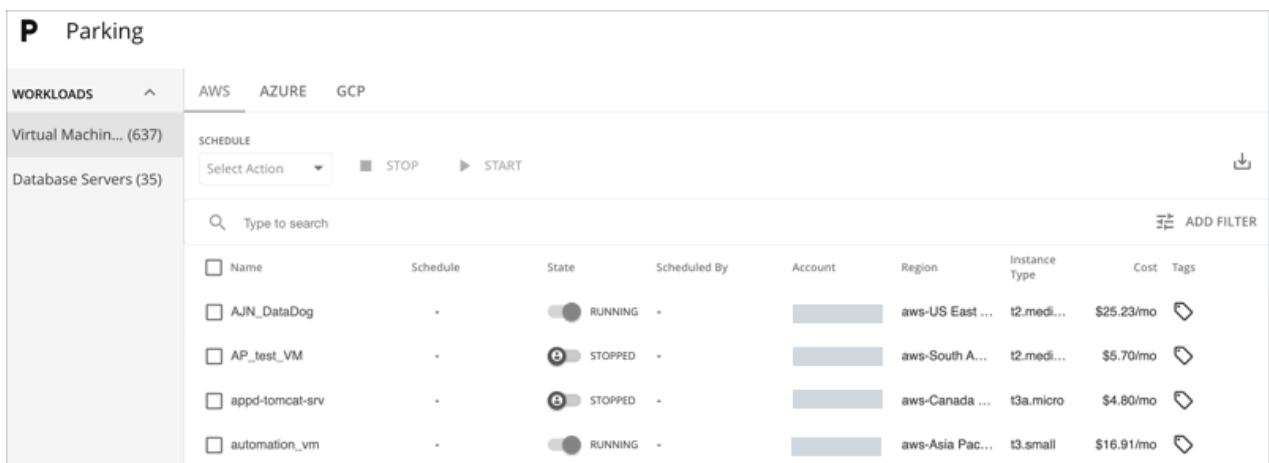 P Parking
WORKLOADS
AWS AZURE GCP
Virtual Machin... (637)
Database Servers (35)
SCHEDULE
Select Action STOP START
Type to search ADD FILTER
Name Schedule State Scheduled By Account Region Instance Type Cost Tags
AJN_DataDog - RUNNING - aws-US East ... t2.medi... $25.23/mo
AP_test_VM - STOPPED - aws-South A... t2.medi... $5.70/mo
appd-tomcat-srv - STOPPED - aws-Canada ... t3a.micro $4.80/mo
automation_vm - RUNNING - aws-Asia Pac... t3.small $16.91/mo